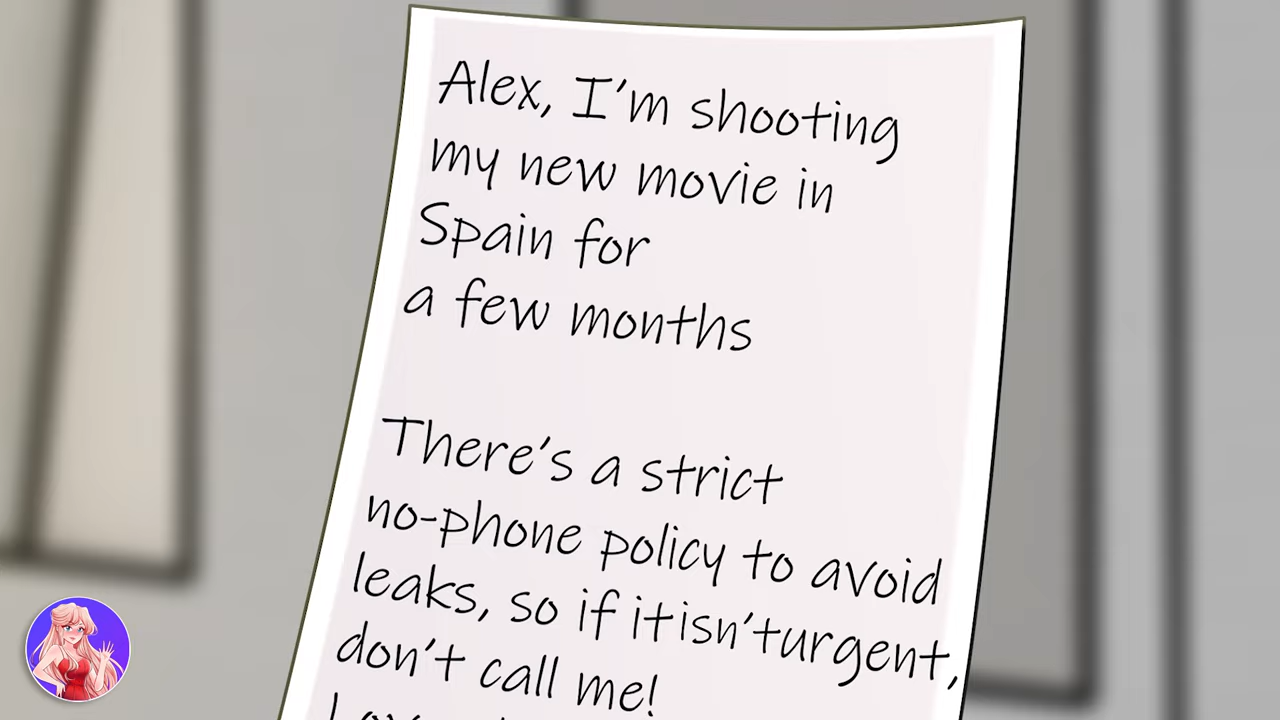 Alex, I'm shooting
my new movie in
Spain for
a few months
There's a strict
no-phone policy to avoid
leaks, so if it isn't urgent,
don't call me!